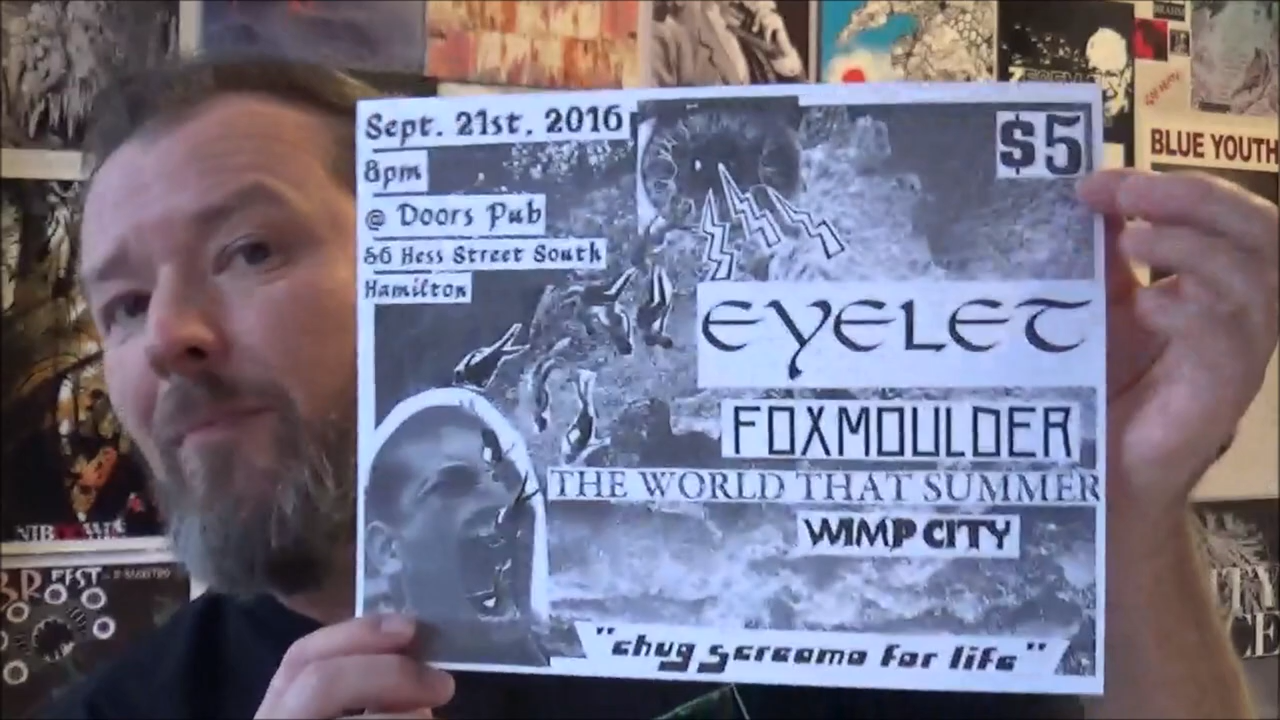 Sept. 21st, 2016
8pm
@ Doors Pub
56 Hess Street South
Hamilton
$5
EYELET
FOXMOULDER
THE WORLD THAT SUMMER
WIMP CITY
"chug screamo for life"
BLUE YOUTH
FEST